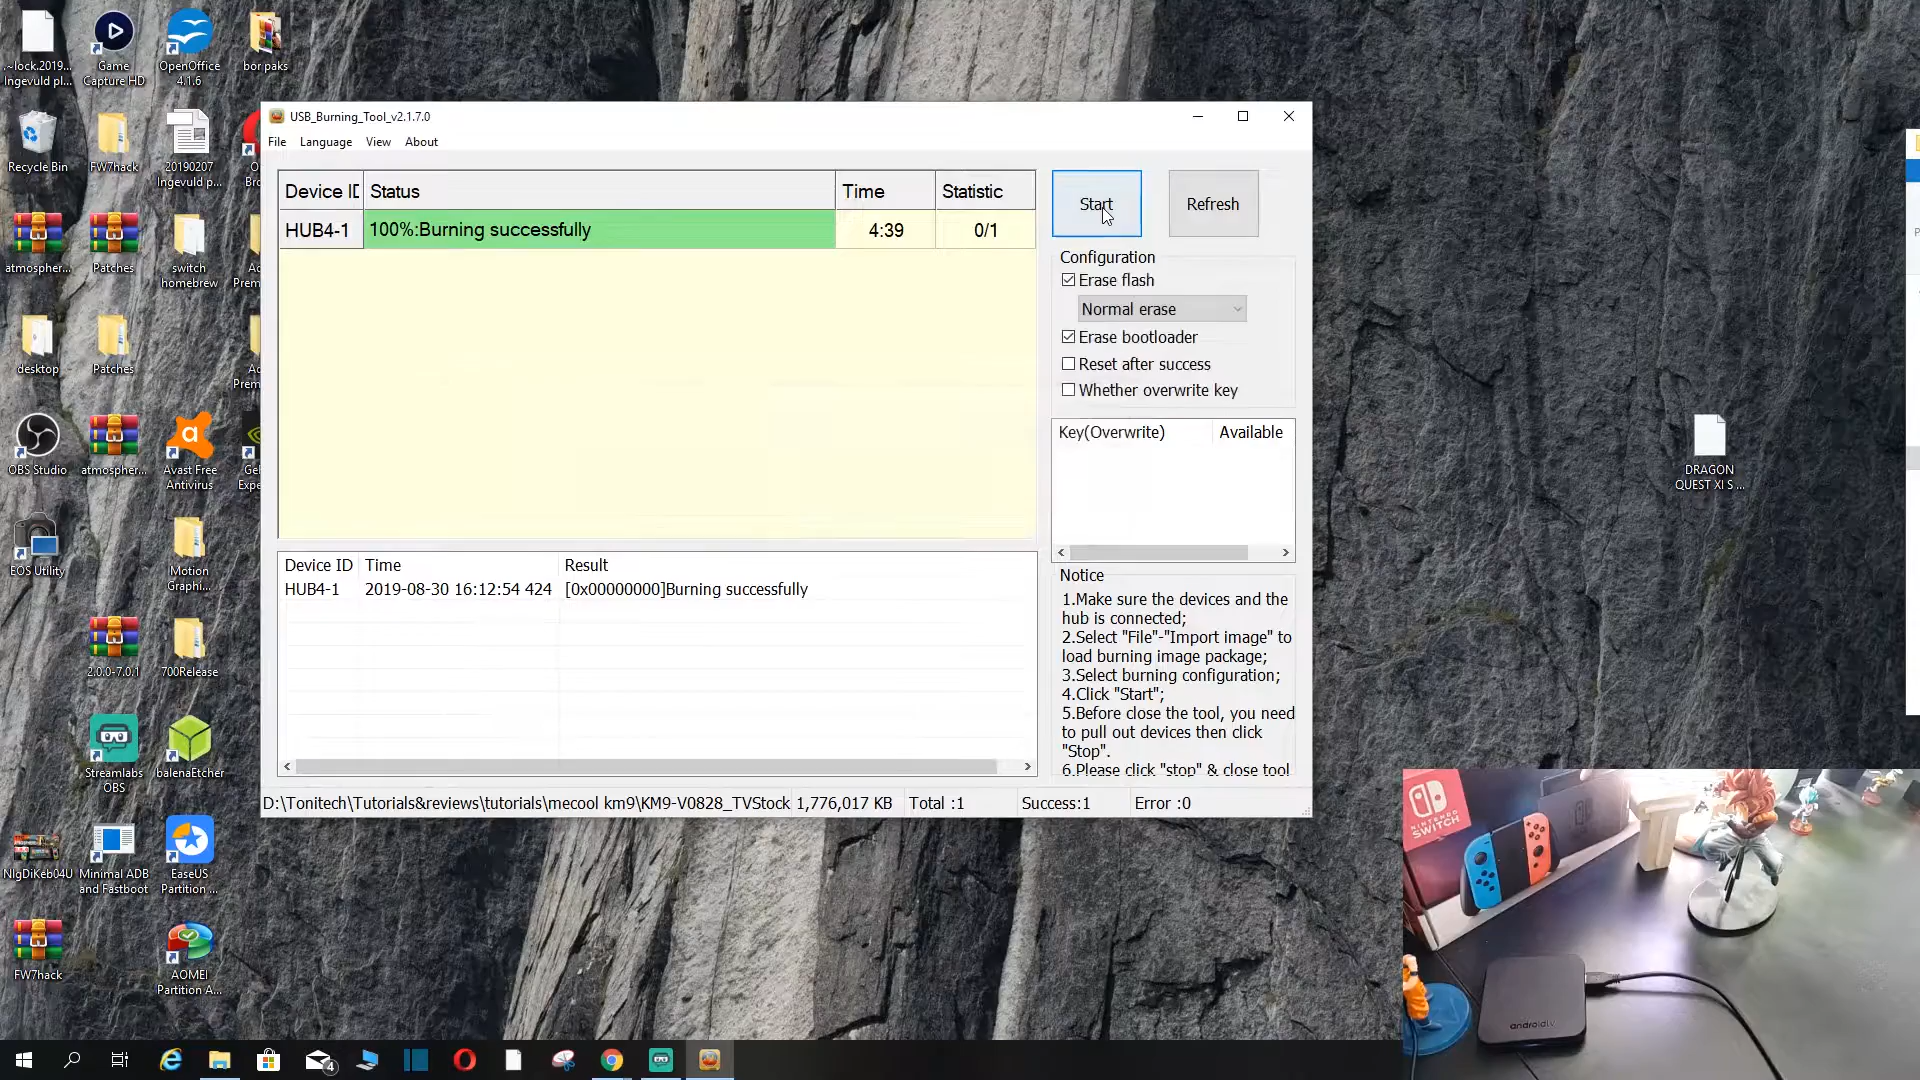 .~lock.2019...
Ingevuld pl...
Game
Capture HD
OpenOffice
4.1.6
bor paks
Recycle Bin
FW7hack
20190207
Ingevuld p...
atmospher...
Patches
switch
homebrew
Prem
desktop
Patches
Prem
OBS Studio
atmospher...
Avast Free
Antivirus
EOS Utility
Motion
Graphi...
2.0.0-7.0.1
700Release
Streamlabs
OBS
balenaEtcher
NIgDiKeb04U
Minimal ADB
and Fastboot
EaseUS
Partition ...
FW7hack
AOMEI
Partition A...
USB_Burning_Tool_v2.1.7.0
File Language View About
Device ID Status Time Statistic
HUB4-1 100%:Burning successfully 4:39 0/1
Start Refresh
Configuration
Erase flash
Normal erase
Erase bootloader
Reset after success
Whether overwrite key
Key(Overwrite) Available
Device ID Time Result
HUB4-1 2019-08-30 16:12:54 424 [0x00000000]Burning successfully
Notice
1.Make sure the devices and the
hub is connected;
2.Select "File"-"Import image" to
load burning image package;
3.Select burning configuration;
4.Click "Start";
5.Before close the tool, you need
to pull out devices then click
"Stop".
6.Please click "stop" & close tool
D:\Tonitech\Tutorials&reviews\tutorials\mecool km9\KM9-V0828_TVStock 1,776,017 KB Total :1 Success:1 Error :0
DRAGON
QUEST XI S ...
NINTENDO
SWITCH
androidtv
4